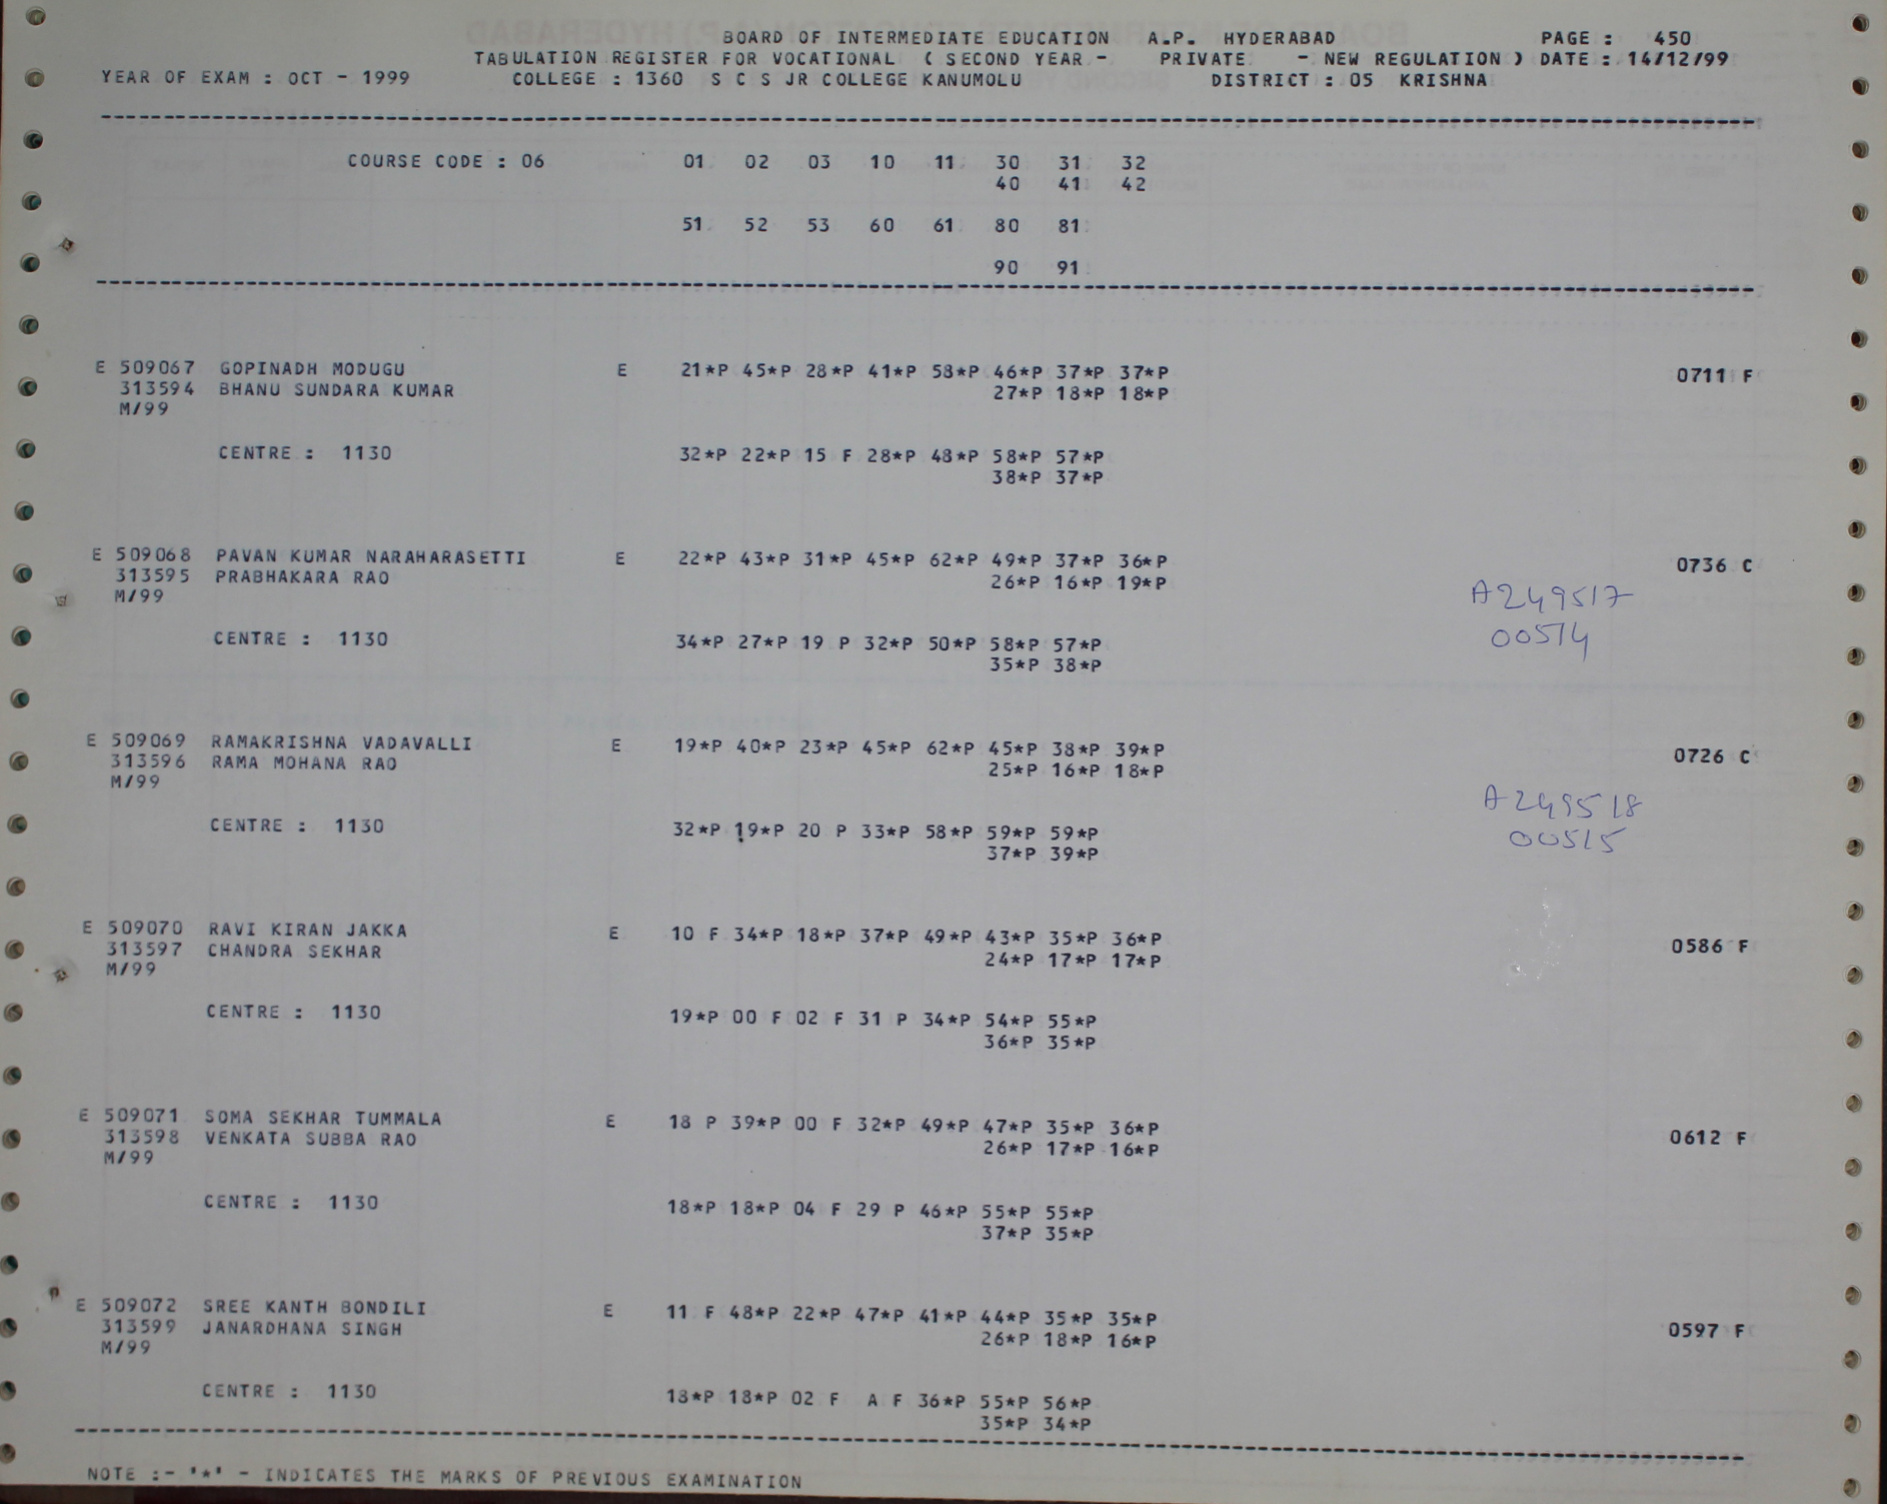 BOARD OF INTERMEDIATE EDUCATION A.P. HYDERABAD PAGE : 450
TABULATION REGISTER FOR VOCATIONAL ( SECOND YEAR - PRIVATE - NEW REGULATION ) DATE : 14/12/99
YEAR OF EXAM : OCT - 1999 COLLEGE : 1360 S C S JR COLLEGE KANUMOLU DISTRICT : 05 KRISHNA
COURSE CODE : 06 01 02 03 10 11 30 31 32
40 41 42
51 52 53 60 61 80 81
90 91
E 509067 GOPINADH MODUGU E 21*P 45*P 28*P 41*P 58*P 46*P 37*P 37*P 0711 F
313594 BHANU SUNDARA KUMAR 27*P 18*P 18*P
M/99
CENTRE : 1130 32*P 22*P 15 F 28*P 48*P 58*P 57*P
38*P 37*P
E 509068 PAVAN KUMAR NARAHARASETTI E 22*P 43*P 31*P 45*P 62*P 49*P 37*P 36*P 0736 C
313595 PRABHAKARA RAO 26*P 16*P 19*P
M/99 A249517
CENTRE : 1130 34*P 27*P 19 P 32*P 50*P 58*P 57*P 00514
35*P 38*P
E 509069 RAMAKRISHNA VADAVALLI E 19*P 40*P 23*P 45*P 62*P 45*P 38*P 39*P 0726 C
313596 RAMA MOHANA RAO 25*P 16*P 18*P
M/99 A249518
CENTRE : 1130 32*P 19*P 20 P 33*P 58*P 59*P 59*P 00515
37*P 39*P
E 509070 RAVI KIRAN JAKKA E 10 F 34*P 18*P 37*P 49*P 43*P 35*P 36*P 0586 F
313597 CHANDRA SEKHAR 24*P 17*P 17*P
M/99
CENTRE : 1130 19*P 00 F 02 F 31 P 34*P 54*P 55*P
36*P 35*P
E 509071 SOMA SEKHAR TUMMALA E 18 P 39*P 00 F 32*P 49*P 47*P 35*P 36*P 0612 F
313598 VENKATA SUBBA RAO 26*P 17*P 16*P
M/99
CENTRE : 1130 18*P 18*P 04 F 29 P 46*P 55*P 55*P
37*P 35*P
E 509072 SREE KANTH BONDILI E 11 F 48*P 22*P 47*P 41*P 44*P 35*P 35*P 0597 F
313599 JANARDHANA SINGH 26*P 18*P 16*P
M/99
CENTRE : 1130 18*P 18*P 02 F A F 36*P 55*P 56*P
35*P 34*P
NOTE :- '*' - INDICATES THE MARKS OF PREVIOUS EXAMINATION